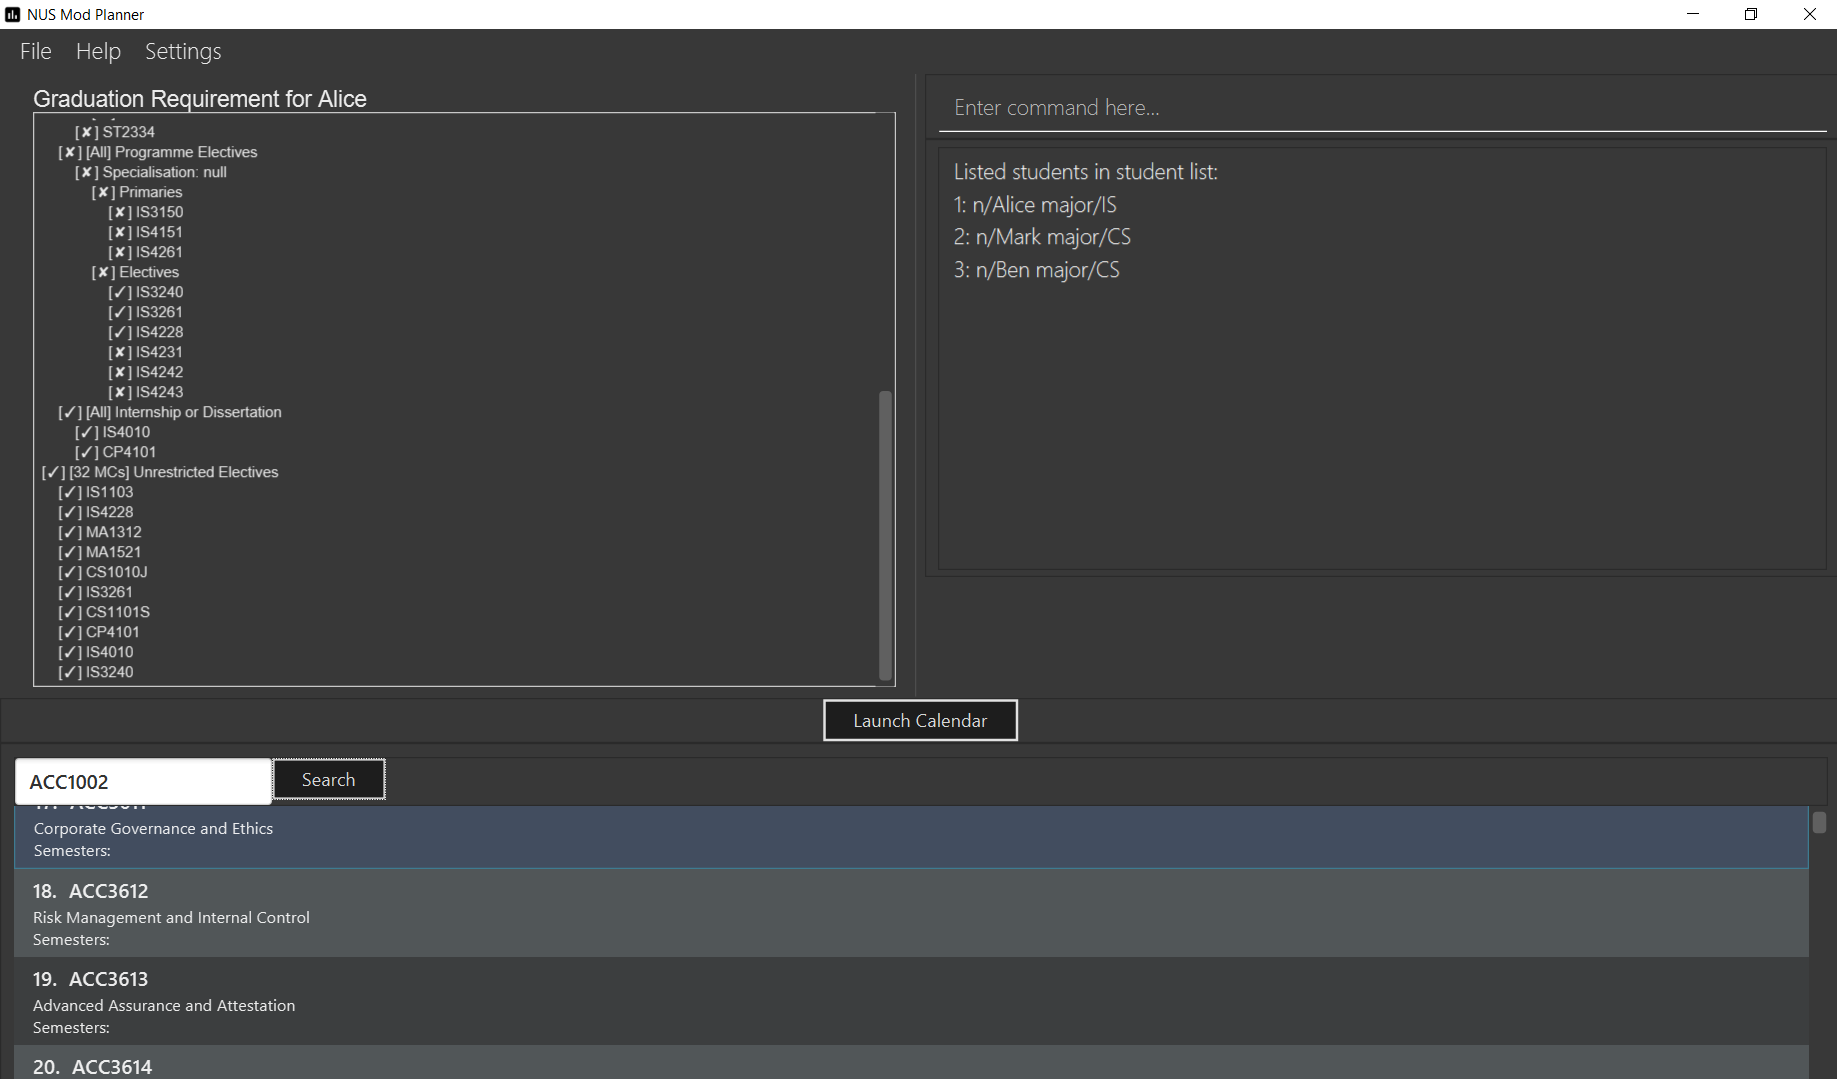 NUS Mod Planner
File Help Settings
Graduation Requirement for Alice
[✘] ST2334
[✘] [All] Programme Electives
[✘] Specialisation: null
[✘] Primaries
[✘] IS3150
[✘] IS4151
[✘] IS4261
[✘] Electives
[✓] IS3240
[✓] IS3261
[✓] IS4228
[✘] IS4231
[✘] IS4242
[✘] IS4243
[✓] [All] Internship or Dissertation
[✓] IS4010
[✓] CP4101
[✓] [32 MCs] Unrestricted Electives
[✓] IS1103
[✓] IS4228
[✓] MA1312
[✓] MA1521
[✓] CS1010J
[✓] IS3261
[✓] CS1101S
[✓] CP4101
[✓] IS4010
[✓] IS3240
Enter command here...
Listed students in student list:
1: n/Alice major/IS
2: n/Mark major/CS
3: n/Ben major/CS
Launch Calendar
ACC1002
Search
Corporate Governance and Ethics
Semesters:
18. ACC3612
Risk Management and Internal Control
Semesters:
19. ACC3613
Advanced Assurance and Attestation
Semesters:
20. ACC3614